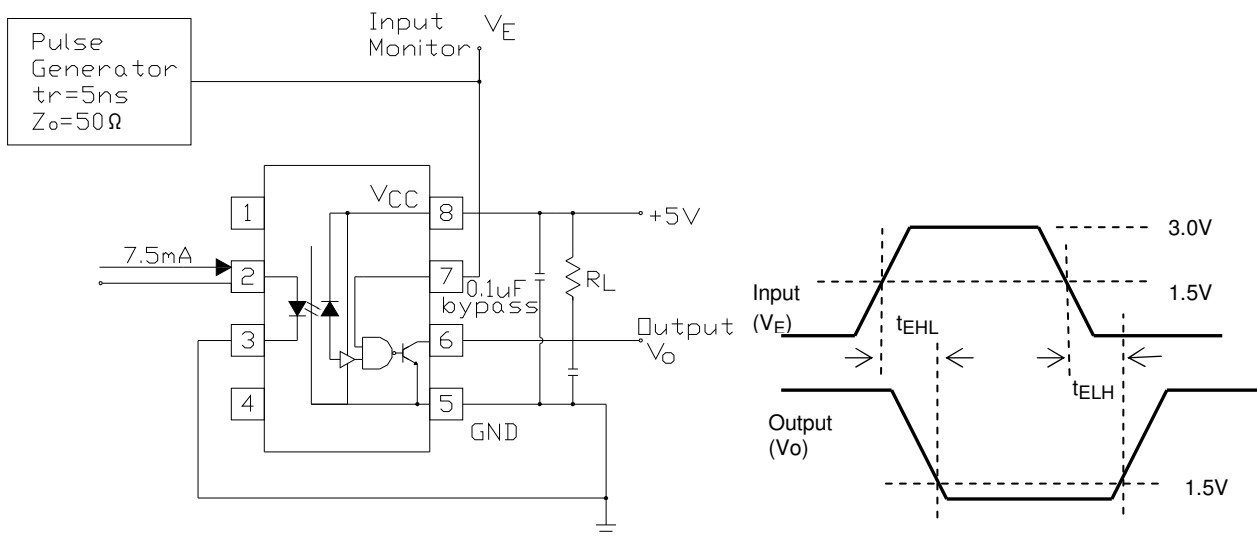 Pulse
Generator
tr=5ns
Zo=50Ω
Input VE
Monitor
VCC
1
8
+5V
7.5mA
2
7
0.1uF
bypass
RL
3
6
Output
Vo
4
5
GND
3.0V
1.5V
Input
(VE)
tEHL
tELH
Output
(Vo)
1.5V